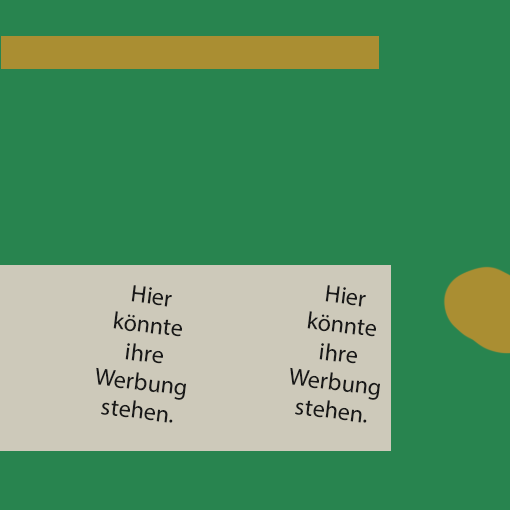 Hier
könnte
ihre
Werbung
stehen.
Hier
könnte
ihre
Werbung
stehen.